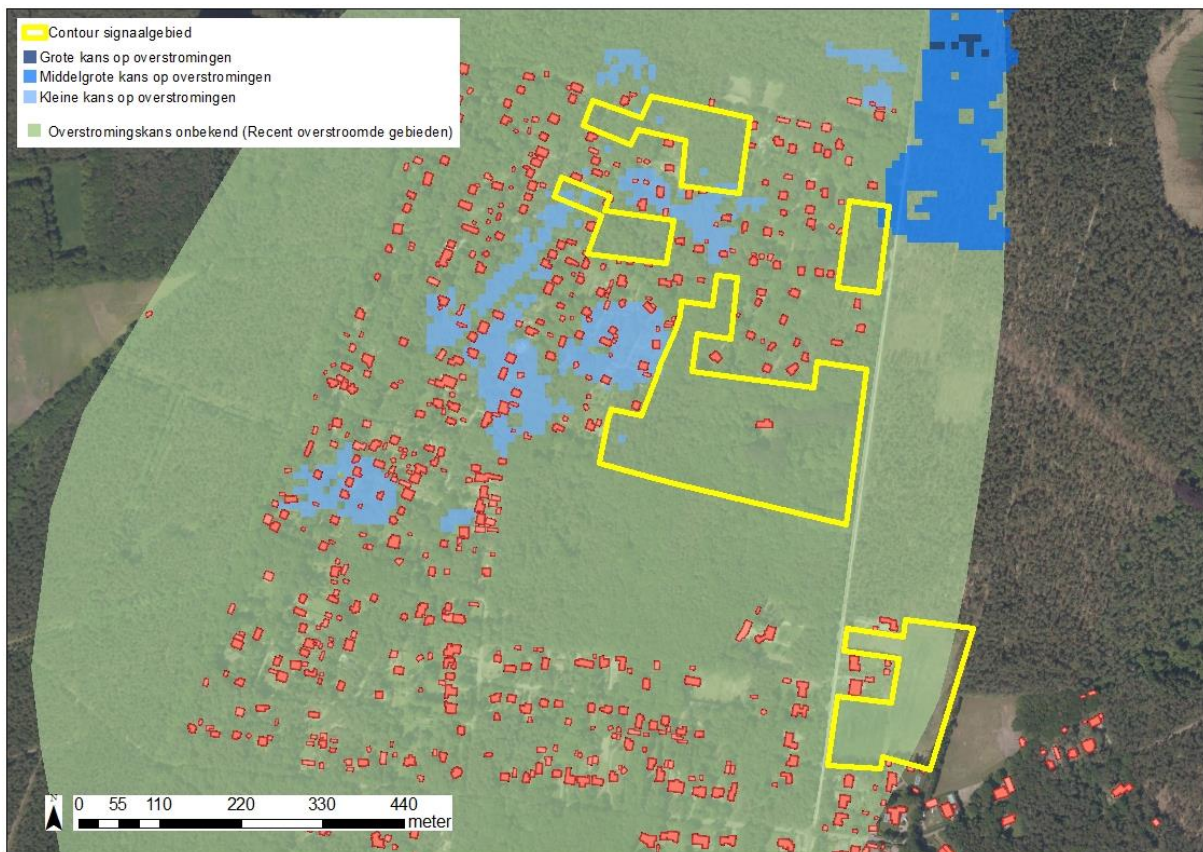 Contour signaalgebied
Grote kans op overstromingen
Middelgrote kans op overstromingen
Kleine kans op overstromingen
Overstromingskans onbekend (Recent overstroomde gebieden)
N
0 55 110 220 330 440
meter